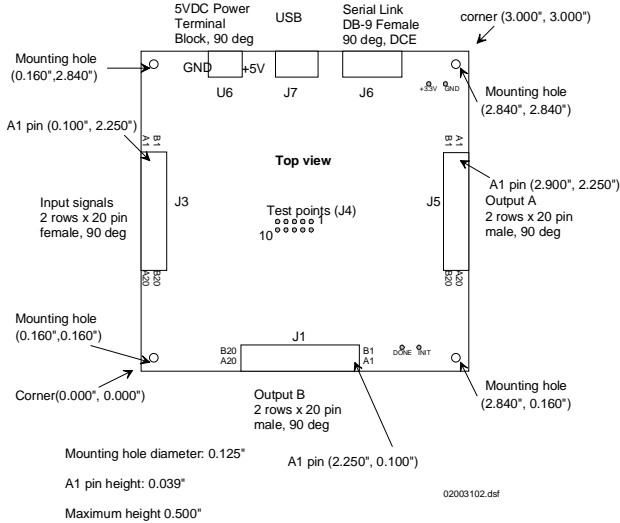 5VDC Power
Terminal
Block, 90 deg
USB
Serial Link
DB-9 Female
90 deg, DCE
corner (3.000", 3.000")
Mounting hole
(0.160",2.840")
GND
+5V
U6
J7
J6
+3.3V
GND
Mounting hole
(2.840", 2.840")
A1 pin (0.100", 2.250")
A1
B1
B1
A1
Top view
Input signals
2 rows x 20 pin
female, 90 deg
J3
Test points (J4)
1
10
J5
A1 pin (2.900", 2.250")
Output A
2 rows x 20 pin
male, 90 deg
A20
B20
B20
A20
Mounting hole
(0.160",0.160")
J1
B20
A20
B1
A1
DONE
INIT
Corner(0.000", 0.000")
Mounting hole
(2.840", 0.160")
Output B
2 rows x 20 pin
male, 90 deg
Mounting hole diameter: 0.125"
A1 pin (2.250", 0.100")
A1 pin height: 0.039"
02003102.dsf
Maximum height 0.500"